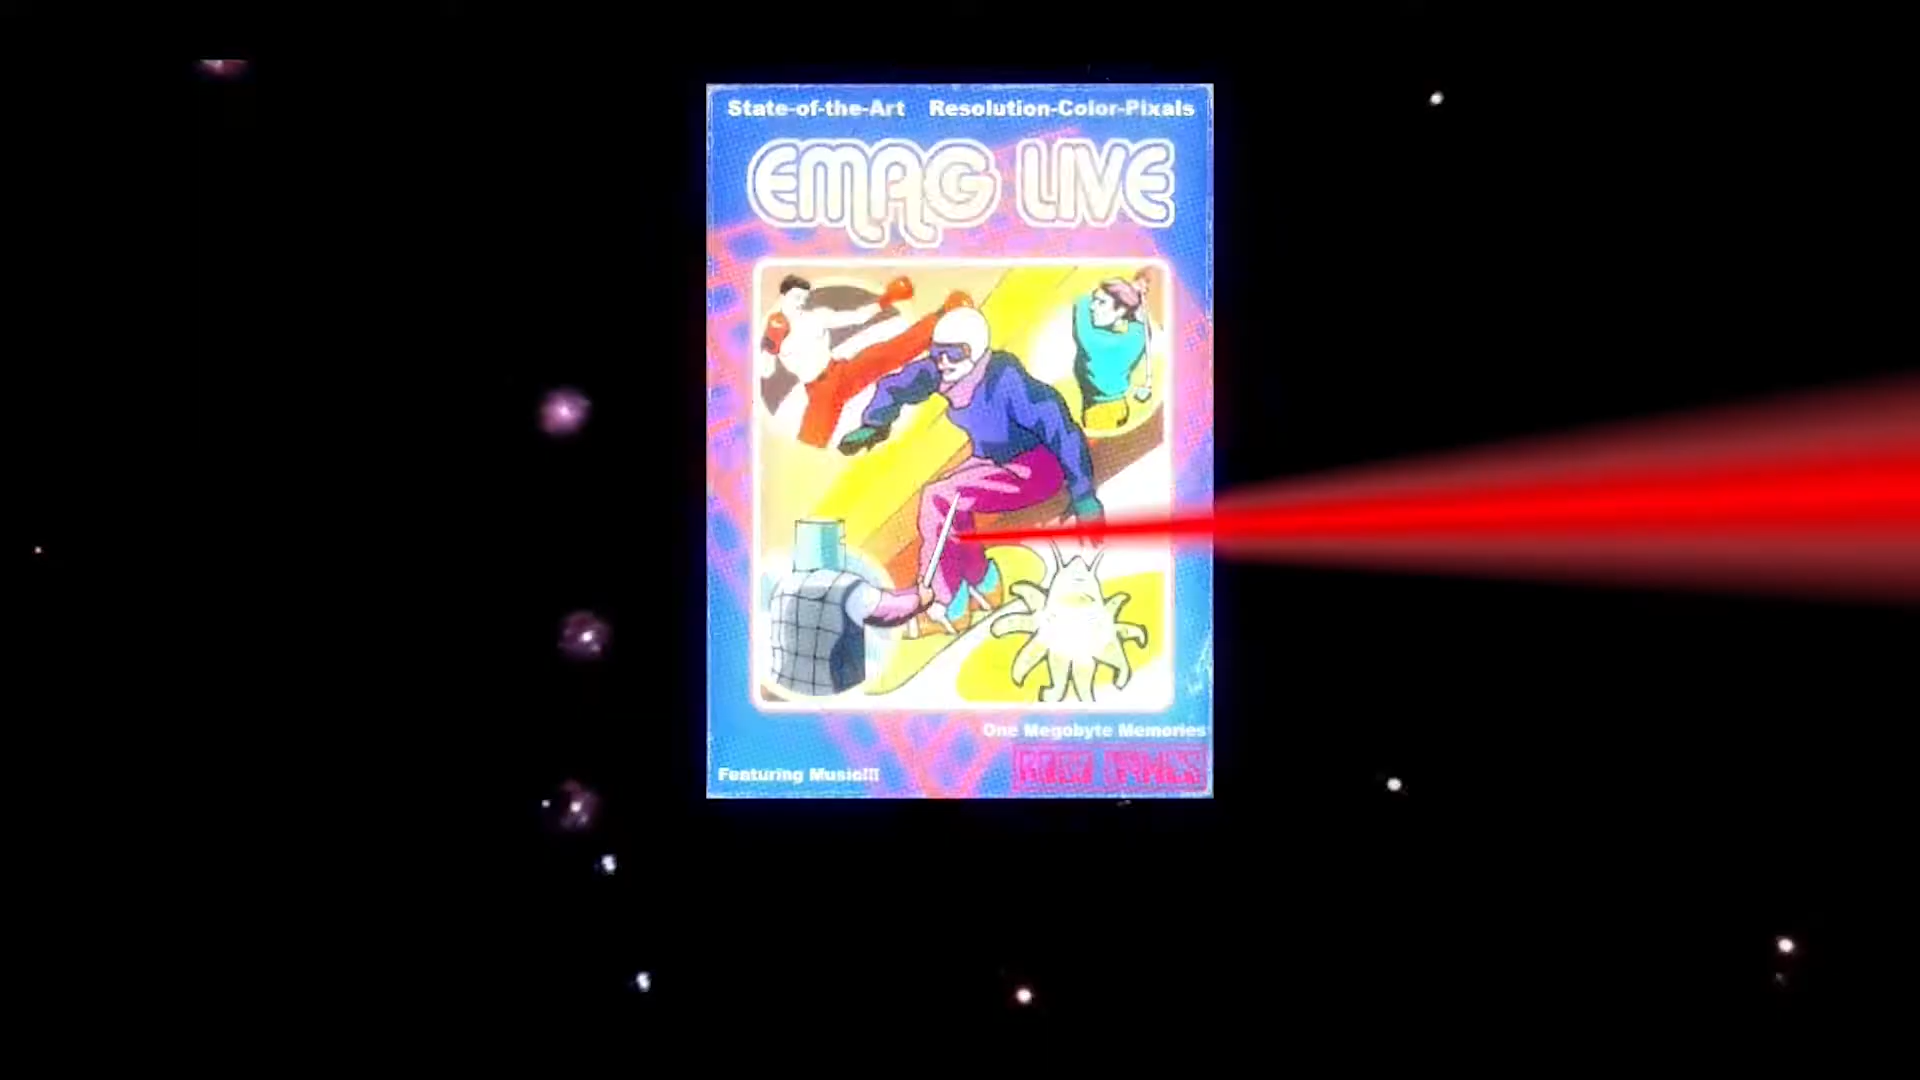 State-of-the-Art Resolution-Color-Pixals
EMAG LIVE
One Megobyte Memories
Featuring Music!!!